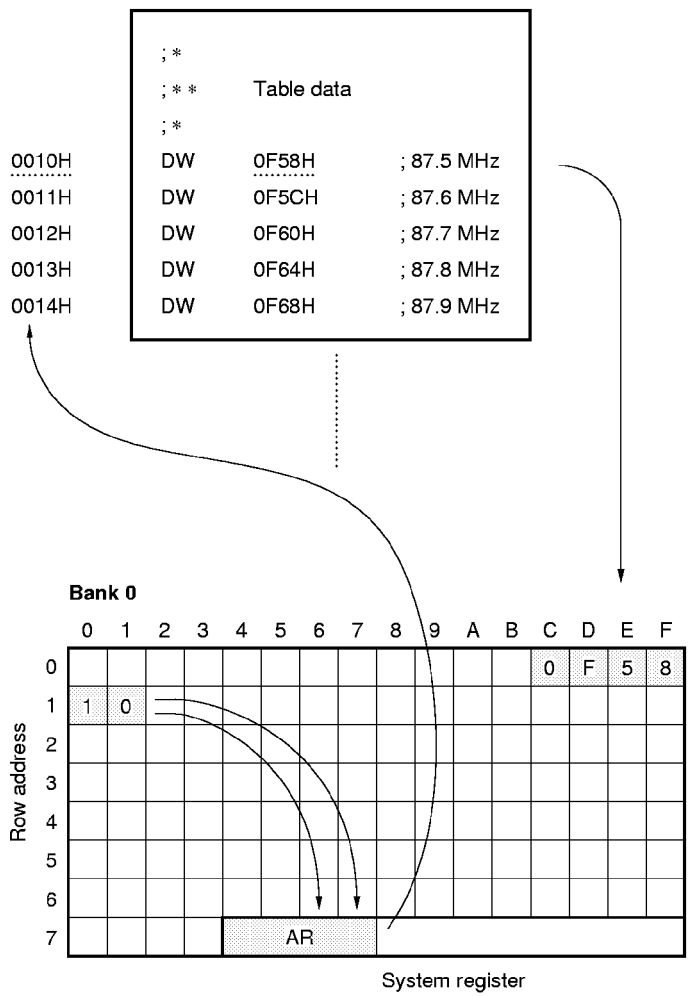 ;*
;** Table data
;*
0010H DW 0F58H ; 87.5 MHz
0011H DW 0F5CH ; 87.6 MHz
0012H DW 0F60H ; 87.7 MHz
0013H DW 0F64H ; 87.8 MHz
0014H DW 0F68H ; 87.9 MHz
Bank 0
0 1 2 3 4 5 6 7 8 9 A B C D E F
0 0 F 5 8
1 1 0
2
3
4
5
6
7 AR
Row address
System register